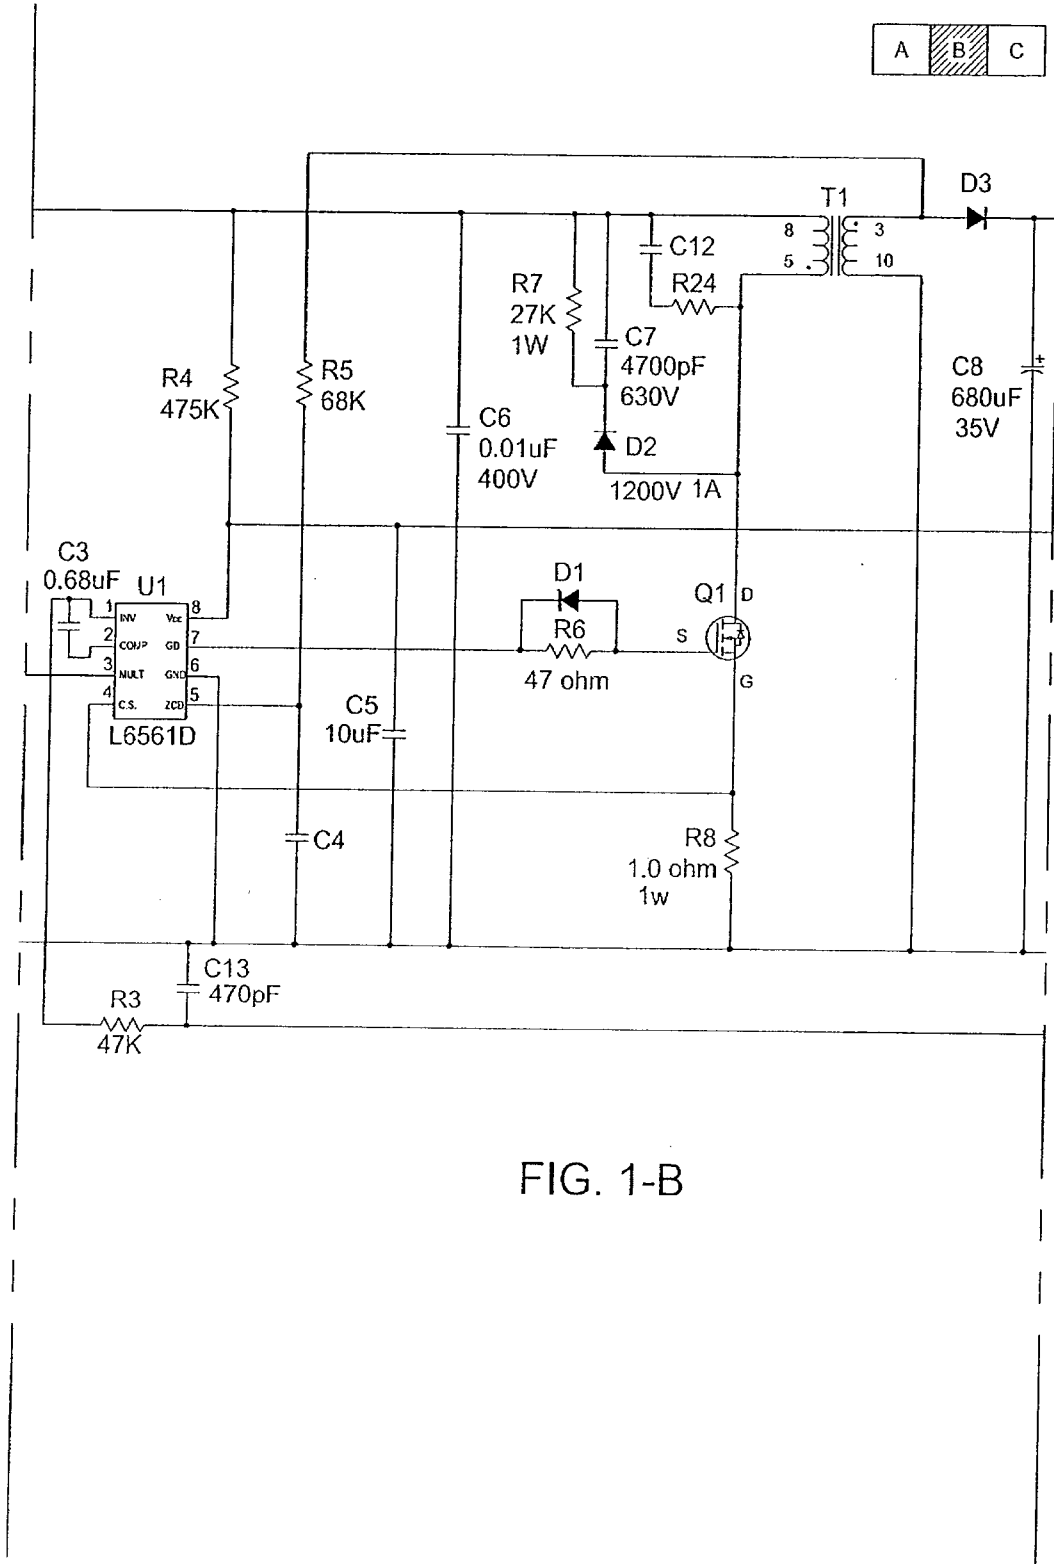 A B C
T1
D3
8 3
5 10
C12
R24
R7
27K
1W
C7
4700pF
630V
R4
475K
R5
68K
C8
680uF
35V
+
C6
0.01uF
400V
D2
1200V 1A
C3
0.68uF
U1
1 INV Vcc 8
2 COMP GD 7
3 MULT GND 6
4 C.S. ZCD 5
L6561D
D1
R6
47 ohm
Q1 D
S
G
C5
10uF
C4
R8
1.0 ohm
1w
C13
470pF
R3
47K
FIG. 1-B